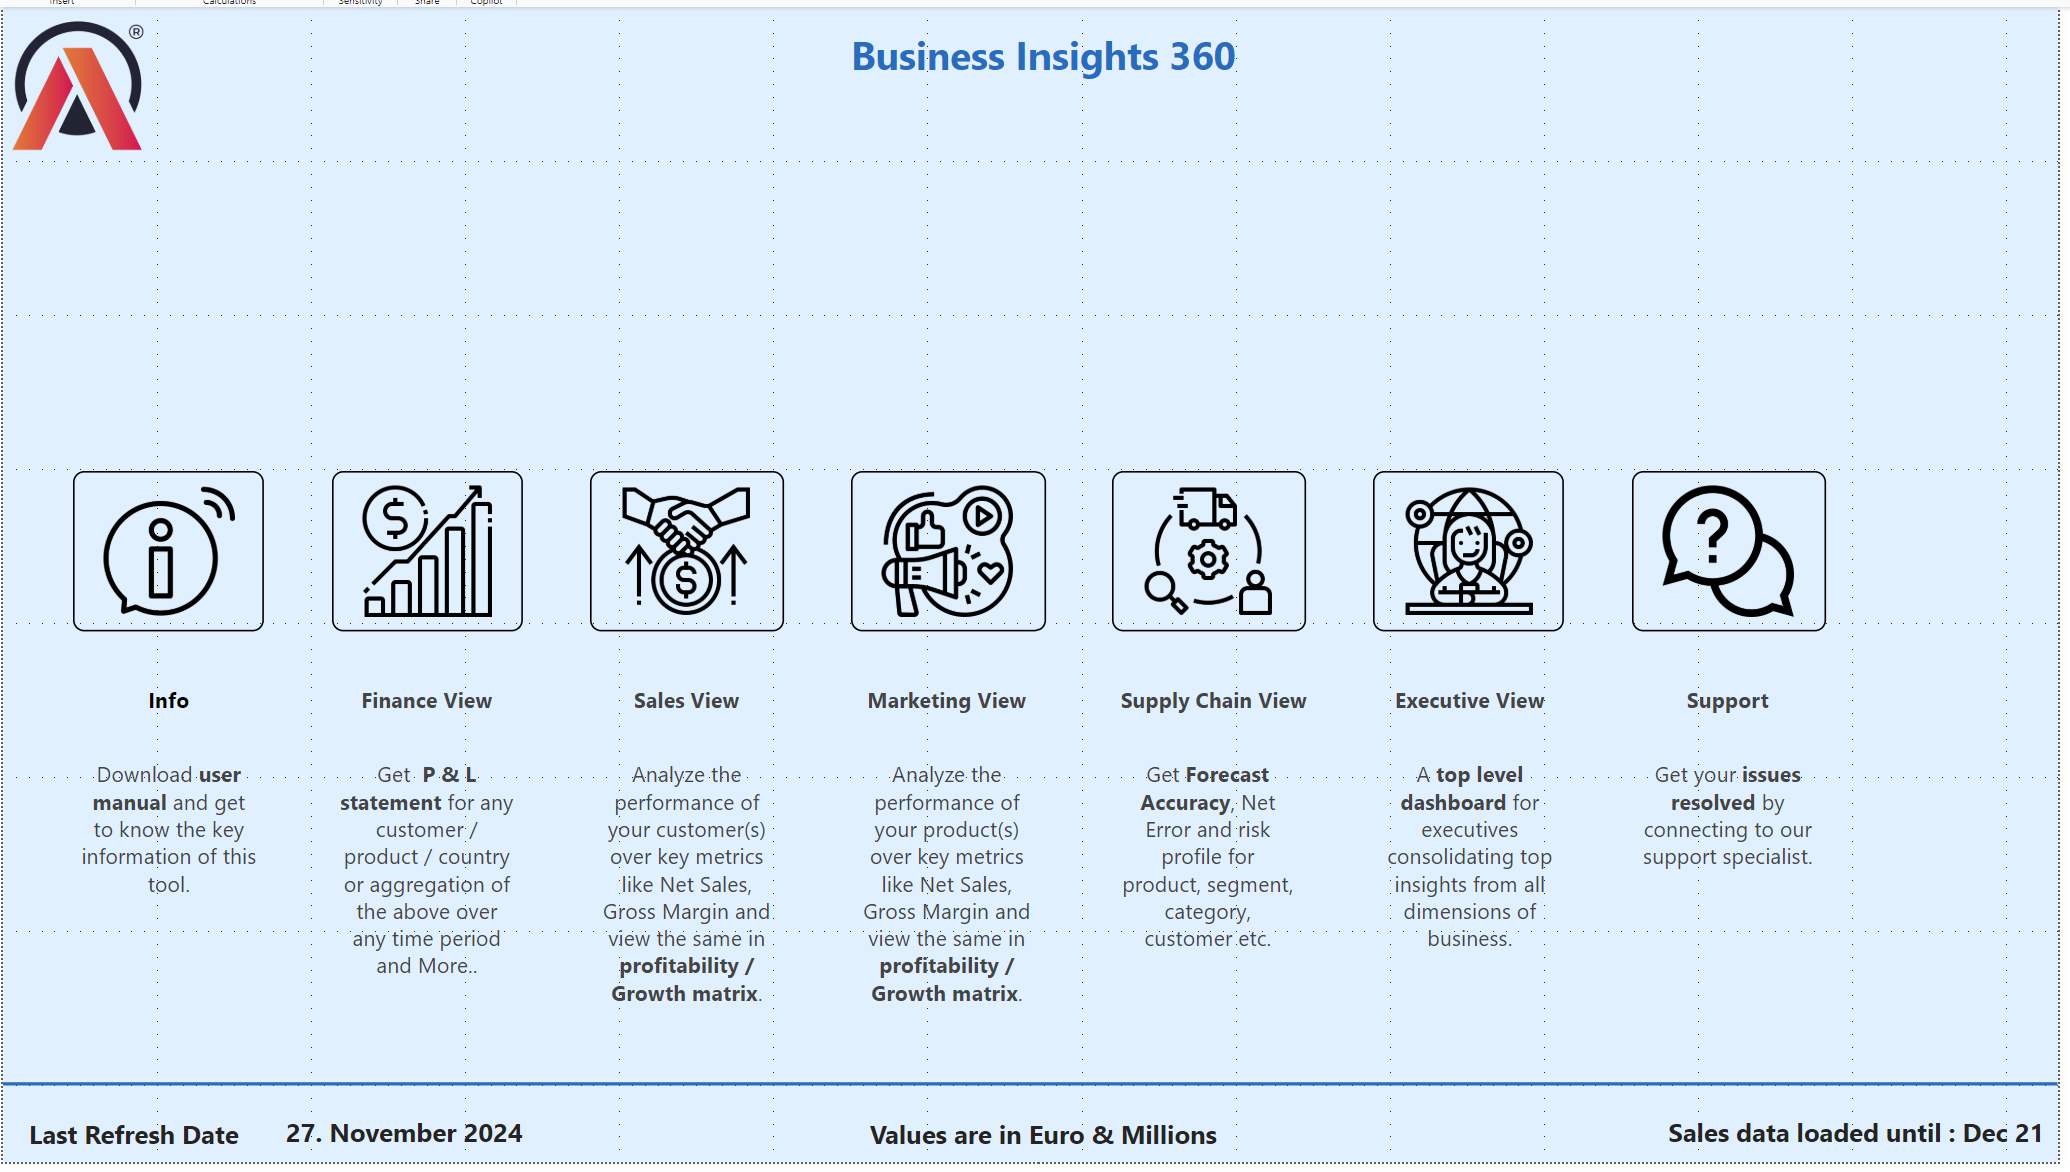 Insert Calculations Sensitivity Share Copilot
®
Business Insights 360
Info
Download user
manual and get
to know the key
information of this
tool.
Finance View
Get P & L
statement for any
customer /
product / country
or aggregation of
the above over
any time period
and More..
Sales View
Analyze the
performance of
your customer(s)
over key metrics
like Net Sales,
Gross Margin and
view the same in
profitability /
Growth matrix.
Marketing View
Analyze the
performance of
your product(s)
over key metrics
like Net Sales,
Gross Margin and
view the same in
profitability /
Growth matrix.
Supply Chain View
Get Forecast
Accuracy, Net
Error and risk
profile for
product, segment,
category,
customer etc.
Executive View
A top level
dashboard for
executives
consolidating top
insights from all
dimensions of
business.
Support
Get your issues
resolved by
connecting to our
support specialist.
Last Refresh Date 27. November 2024
Values are in Euro & Millions
Sales data loaded until : Dec 21